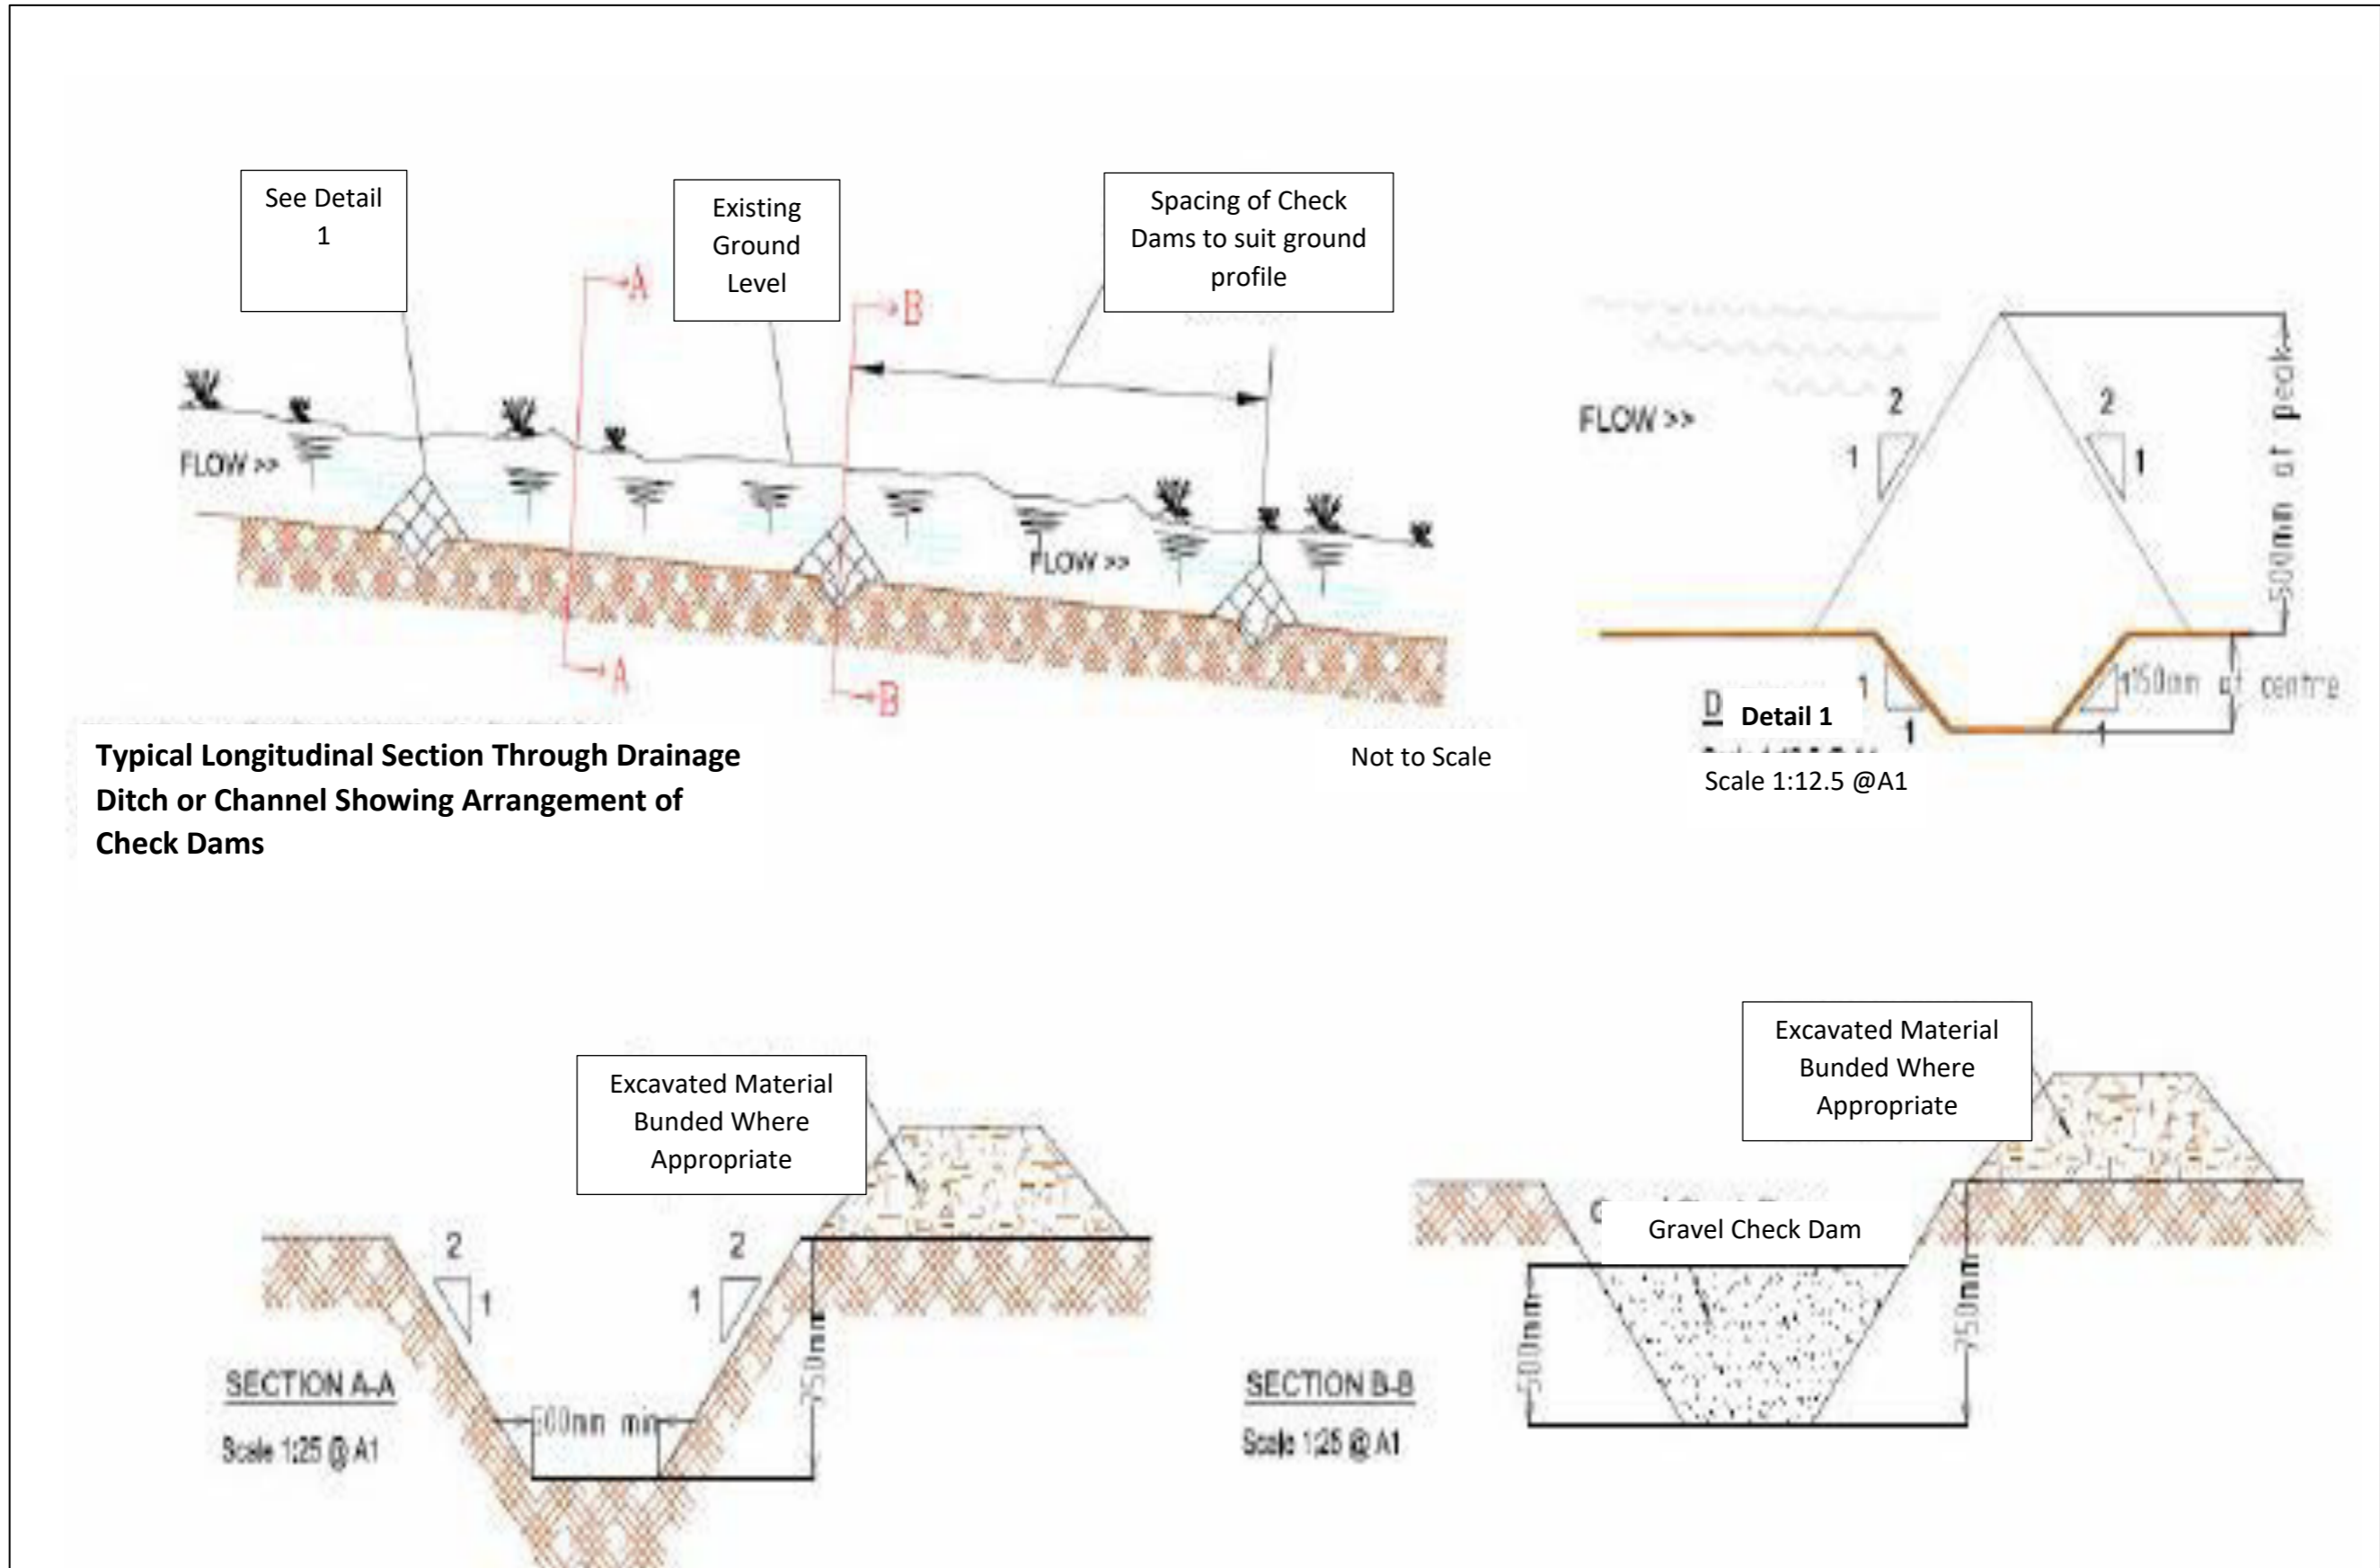 See Detail
1
Existing
Ground
Level
Spacing of Check
Dams to suit ground
profile
A
B
FLOW >>
FLOW >>
A
B
Typical Longitudinal Section Through Drainage
Ditch or Channel Showing Arrangement of
Check Dams
Not to Scale
FLOW >>
2
1
2
1
500mm at peak
1
1
1
1
150mm at centre
Detail 1
Scale 1:12.5 @A1
Excavated Material
Bunded Where
Appropriate
2
1
2
1
750mm
500mm min
SECTION A-A
Scale 1:25 @ A1
Excavated Material
Bunded Where
Appropriate
Gravel Check Dam
500mm
750mm
SECTION B-B
Scale 1:25 @ A1